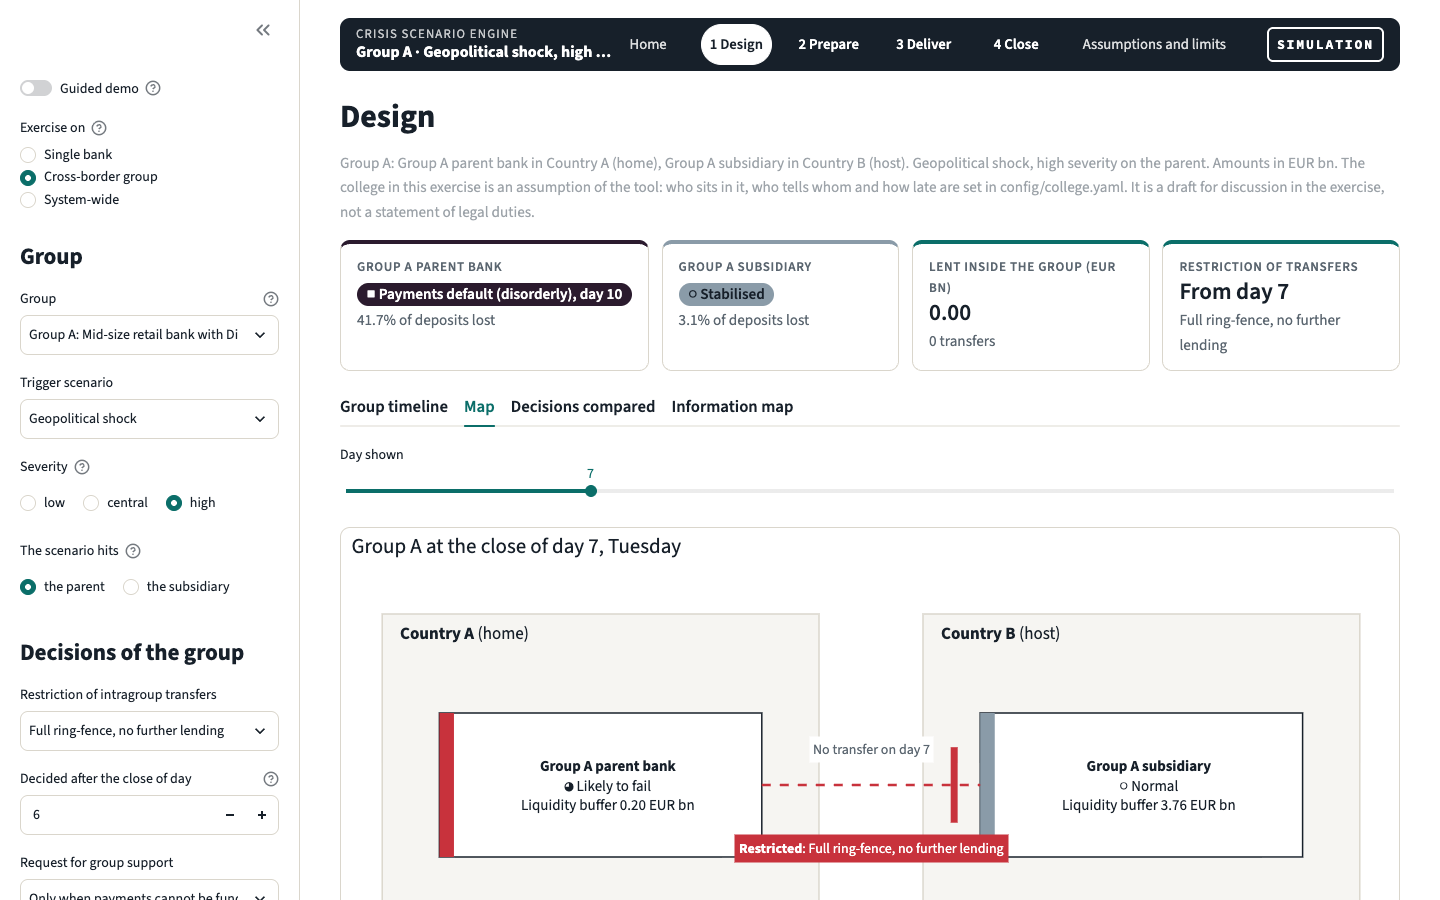 Guided demo
Exercise on
Single bank
Cross-border group
System-wide
Group
Group
Group A: Mid-size retail bank with Di
Trigger scenario
Geopolitical shock
Severity
low
central
high
The scenario hits
the parent
the subsidiary
Decisions of the group
Restriction of intragroup transfers
Full ring-fence, no further lending
Decided after the close of day
6
Request for group support
CRISIS SCENARIO ENGINE
Group A · Geopolitical shock, high ...
Home
1 Design
2 Prepare
3 Deliver
4 Close
Assumptions and limits
SIMULATION
Design
Group A: Group A parent bank in Country A (home), Group A subsidiary in Country B (host). Geopolitical shock, high severity on the parent. Amounts in EUR bn. The
college in this exercise is an assumption of the tool: who sits in it, who tells whom and how late are set in config/college.yaml. It is a draft for discussion in the exercise,
not a statement of legal duties.
GROUP A PARENT BANK
Payments default (disorderly), day 10
41.7% of deposits lost
GROUP A SUBSIDIARY
Stabilised
3.1% of deposits lost
LENT INSIDE THE GROUP (EUR
BN)
0.00
0 transfers
RESTRICTION OF TRANSFERS
From day 7
Full ring-fence, no further
lending
Group timeline
Map
Decisions compared
Information map
Day shown
7
Group A at the close of day 7, Tuesday
Country A (home)
Country B (host)
Group A parent bank
Likely to fail
Liquidity buffer 0.20 EUR bn
No transfer on day 7
Group A subsidiary
Normal
Liquidity buffer 3.76 EUR bn
Restricted: Full ring-fence, no further lending